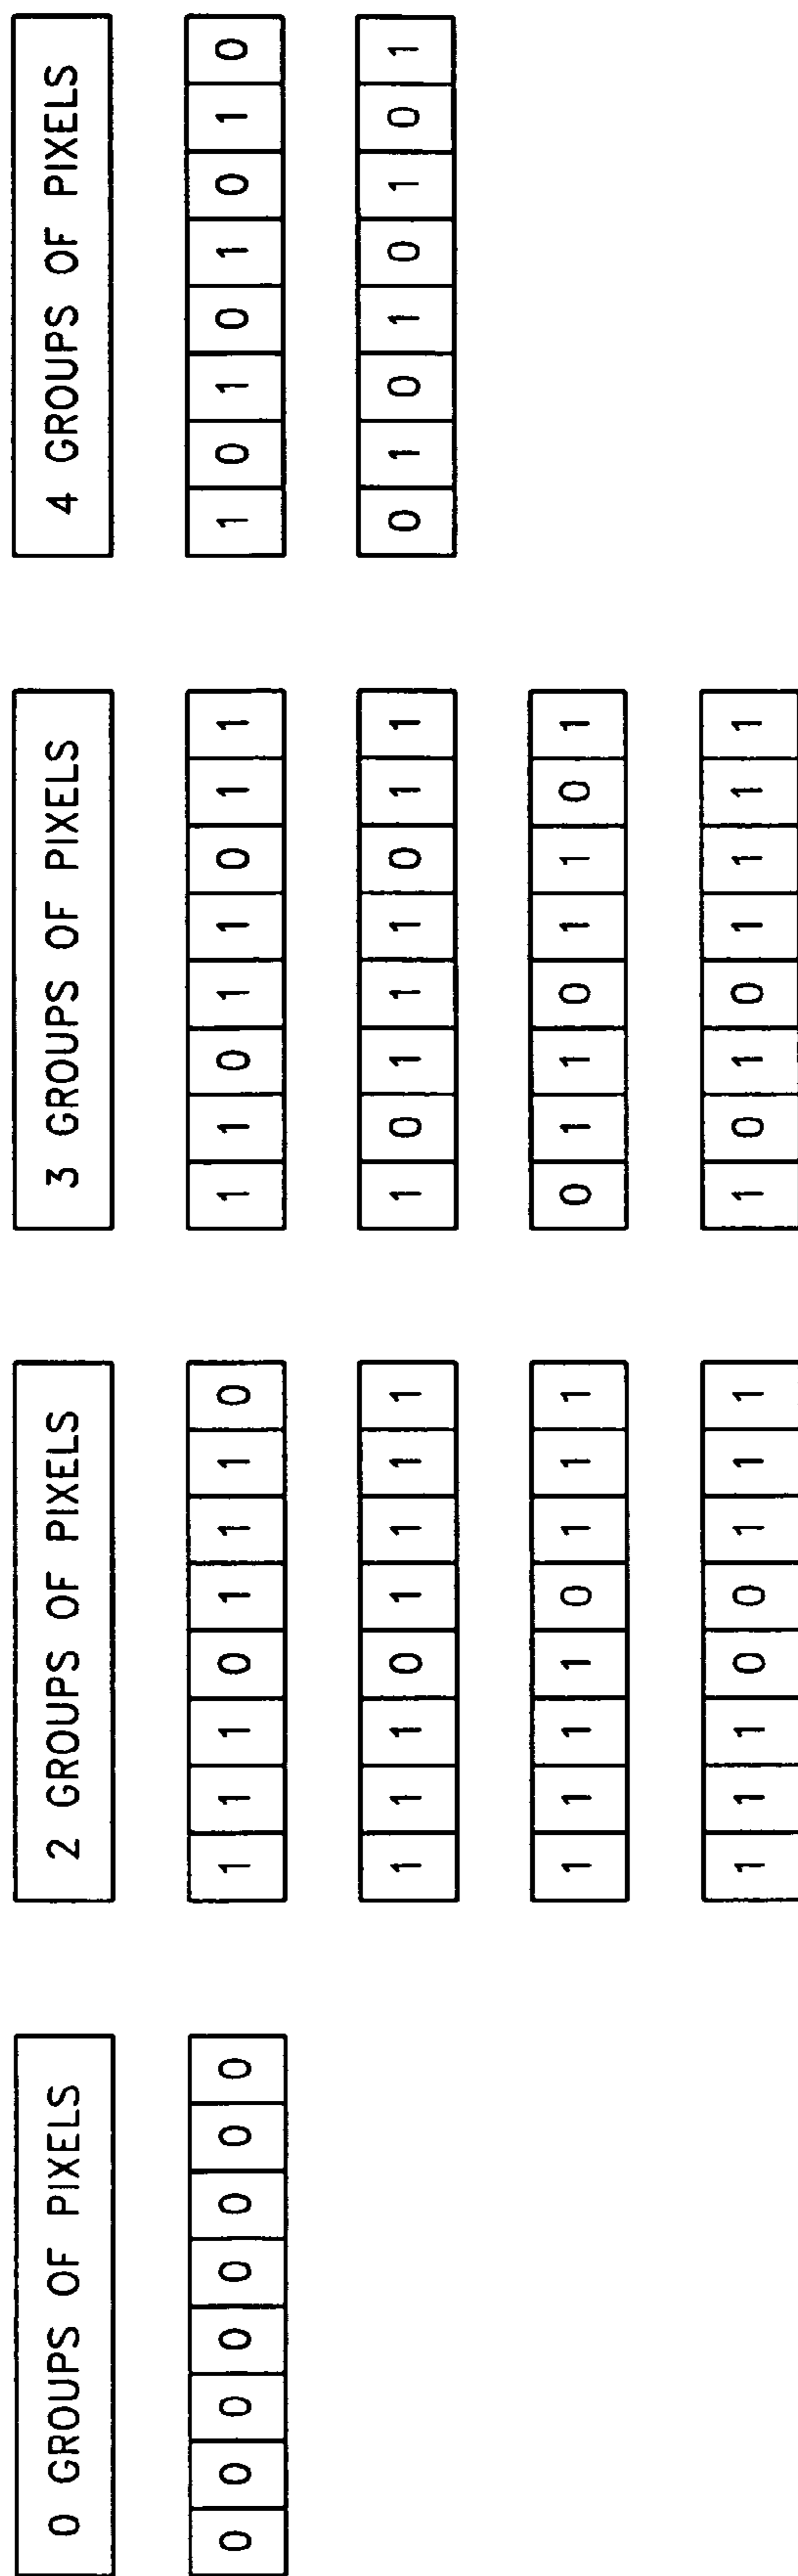 0 GROUPS OF PIXELS
0 0 0 0 0 0 0 0
2 GROUPS OF PIXELS
1 1 1 0 1 1 1 0
1 1 1 0 1 1 1 1
1 1 1 1 0 1 1 1
1 1 1 0 0 1 1 1
3 GROUPS OF PIXELS
1 1 0 1 1 0 1 1
1 0 1 1 1 0 1 1
0 1 1 0 1 1 0 1
1 0 1 0 1 1 1 1
4 GROUPS OF PIXELS
1 0 1 0 1 0 1 0
0 1 0 1 0 1 0 1